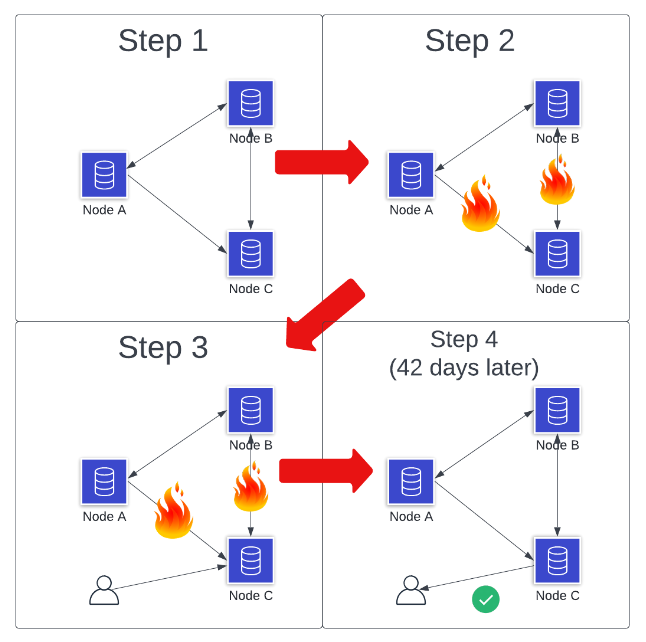 Step 1
Node B
Node A
Node C
Step 2
Node B
Node A
Node C
Step 3
Node B
Node A
Node C
Step 4
(42 days later)
Node B
Node A
Node C